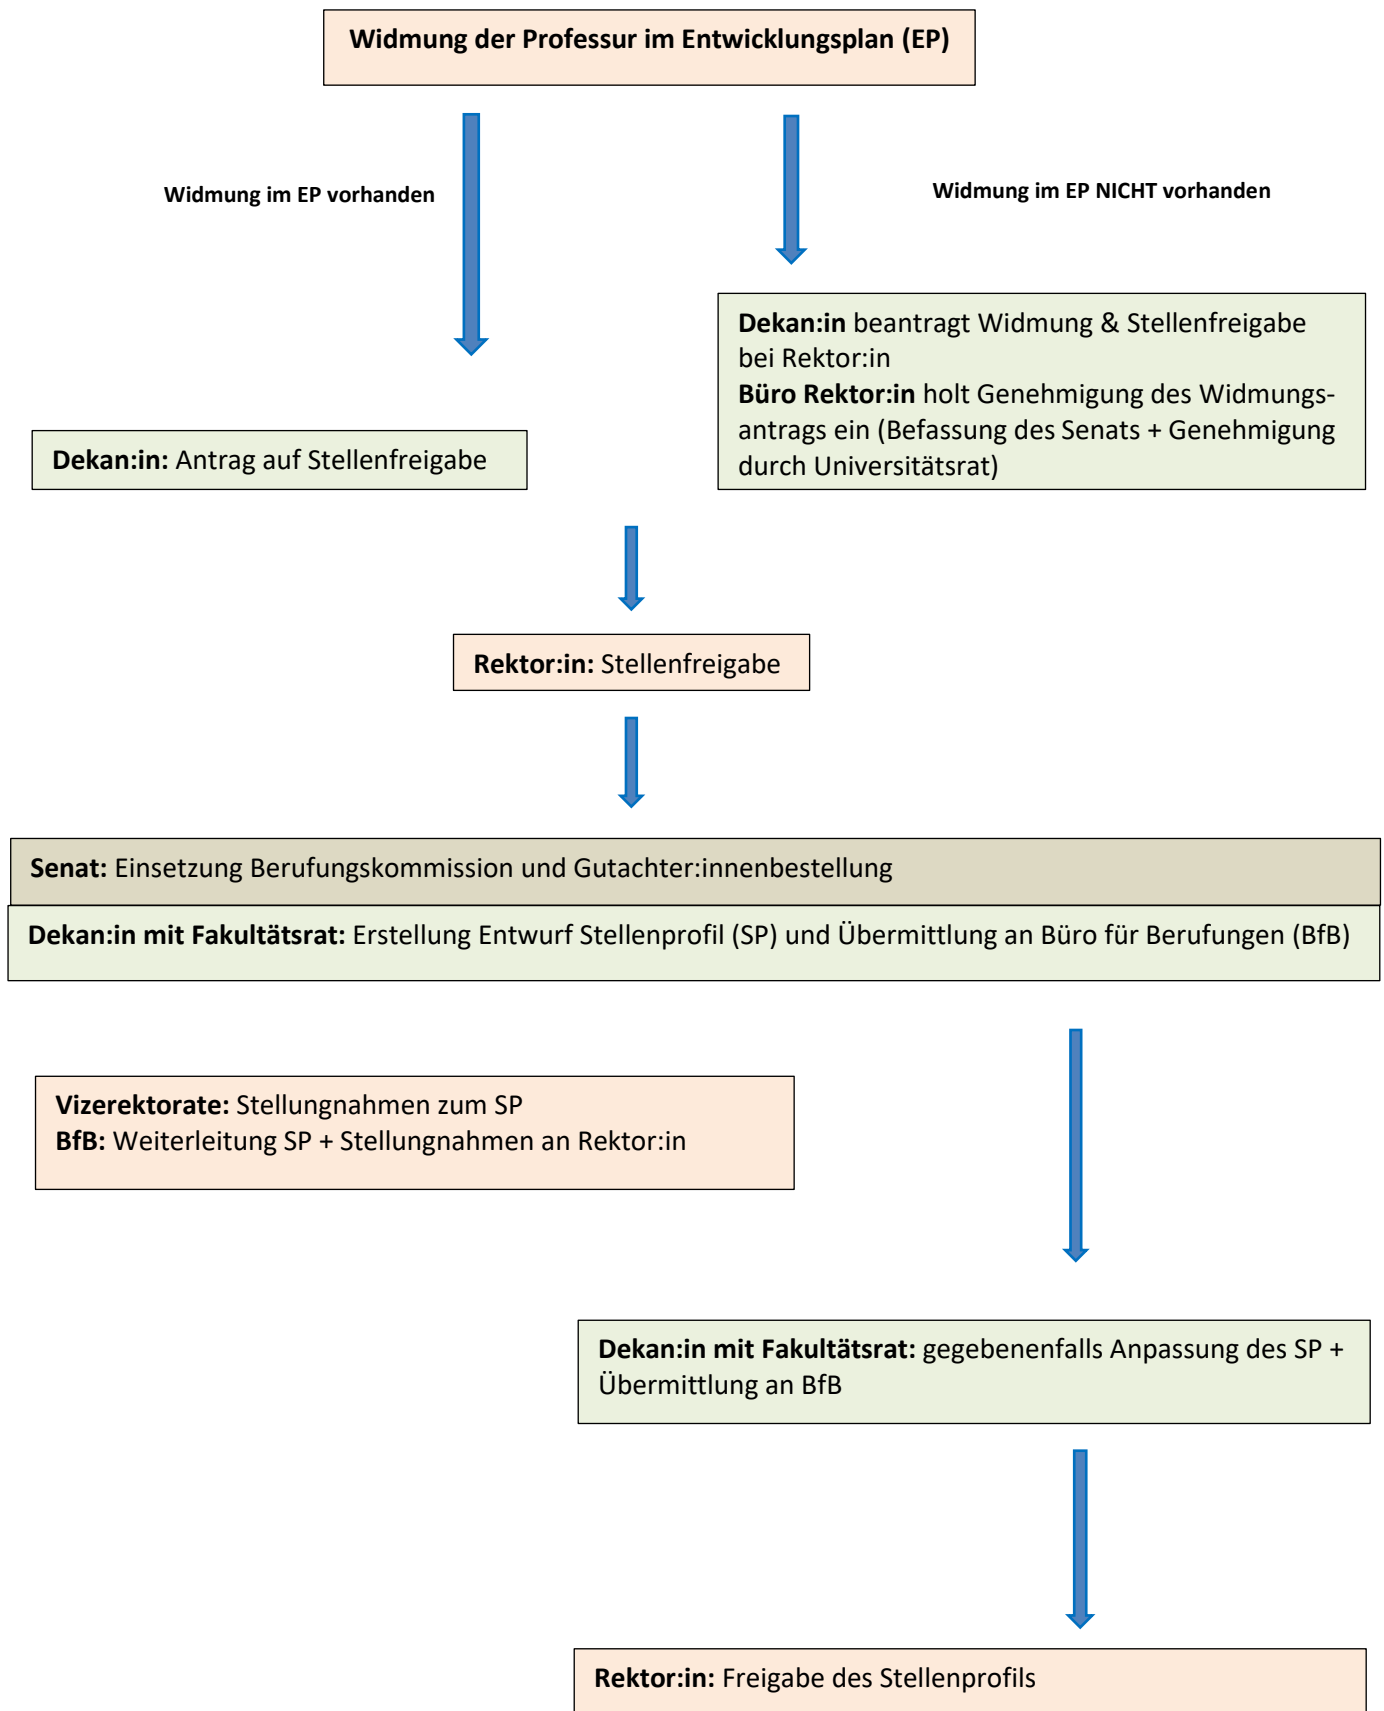 Widmung der Professur im Entwicklungsplan (EP)
Widmung im EP vorhanden
Widmung im EP NICHT vorhanden
Dekan:in beantragt Widmung & Stellenfreigabe
bei Rektor:in
Büro Rektor:in holt Genehmigung des Widmungs-
antrags ein (Befassung des Senats + Genehmigung
durch Universitätsrat)
Dekan:in: Antrag auf Stellenfreigabe
Rektor:in: Stellenfreigabe
Senat: Einsetzung Berufungskommission und Gutachter:innenbestellung
Dekan:in mit Fakultätsrat: Erstellung Entwurf Stellenprofil (SP) und Übermittlung an Büro für Berufungen (BfB)
Vizerektorate: Stellungnahmen zum SP
BfB: Weiterleitung SP + Stellungnahmen an Rektor:in
Dekan:in mit Fakultätsrat: gegebenenfalls Anpassung des SP +
Übermittlung an BfB
Rektor:in: Freigabe des Stellenprofils